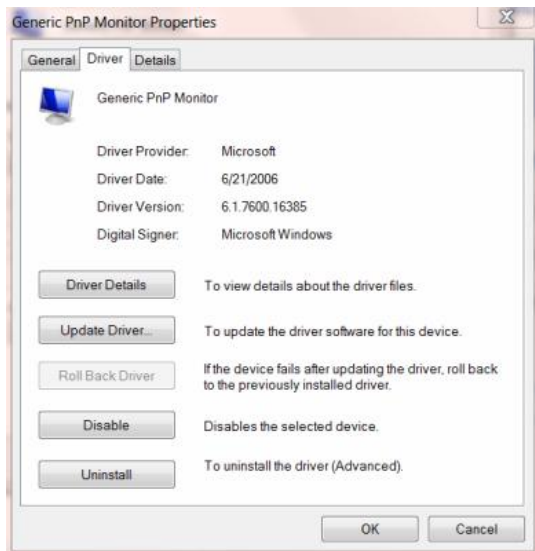 Generic PnP Monitor Properties
General Driver Details
Generic PnP Monitor
Driver Provider: Microsoft
Driver Date: 6/21/2006
Driver Version: 6.1.7600.16385
Digital Signer: Microsoft Windows
Driver Details To view details about the driver files.
Update Driver... To update the driver software for this device.
Roll Back Driver If the device fails after updating the driver, roll back
to the previously installed driver.
Disable Disables the selected device.
Uninstall To uninstall the driver (Advanced).
OK Cancel